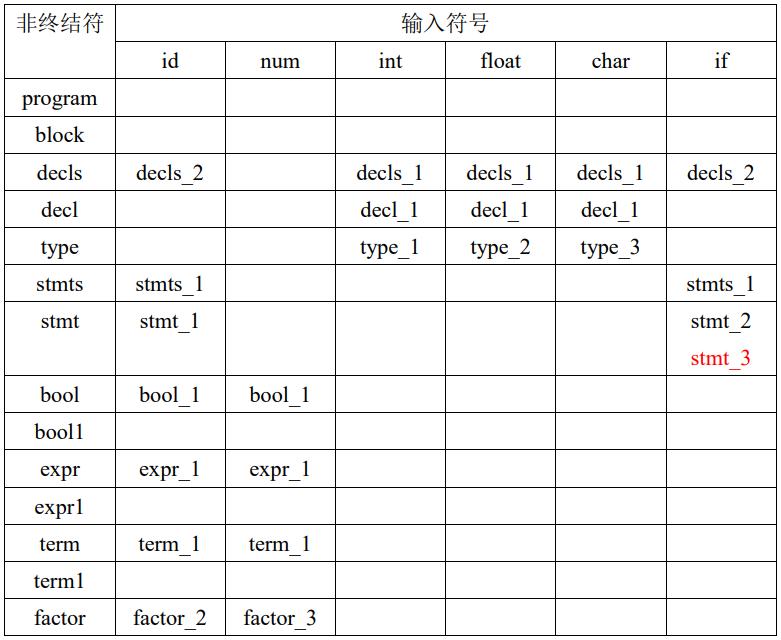 非终结符 输入符号
id num int float char if
program
block
decls decls_2 decls_1 decls_1 decls_1 decls_2
decl decl_1 decl_1 decl_1
type type_1 type_2 type_3
stmts stmts_1 stmts_1
stmt stmt_1 stmt_2
stmt_3
bool bool_1 bool_1
bool1
expr expr_1 expr_1
expr1
term term_1 term_1
term1
factor factor_2 factor_3